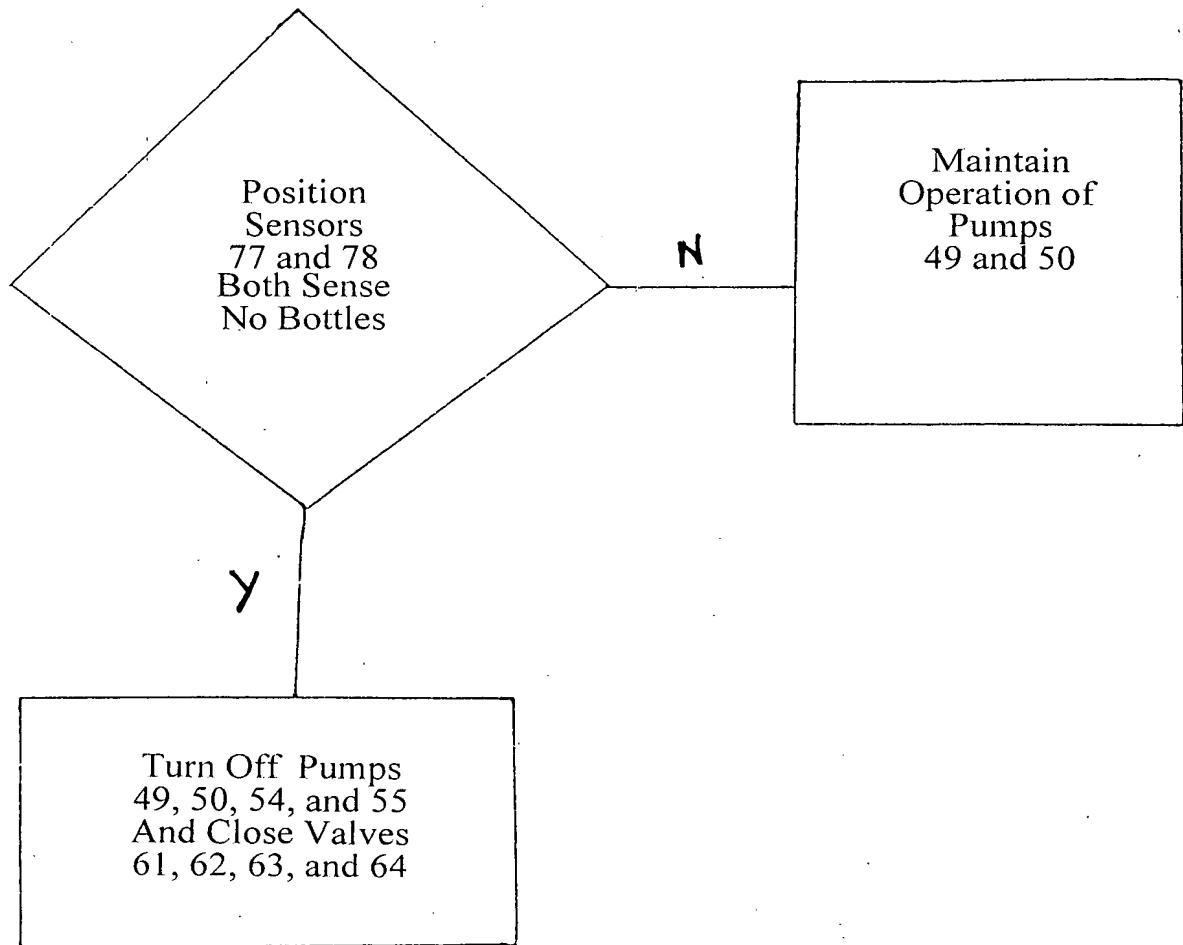 Position
Sensors
77 and 78
Both Sense
No Bottles
N
Maintain
Operation of
Pumps
49 and 50
Y
Turn Off Pumps
49, 50, 54, and 55
And Close Valves
61, 62, 63, and 64